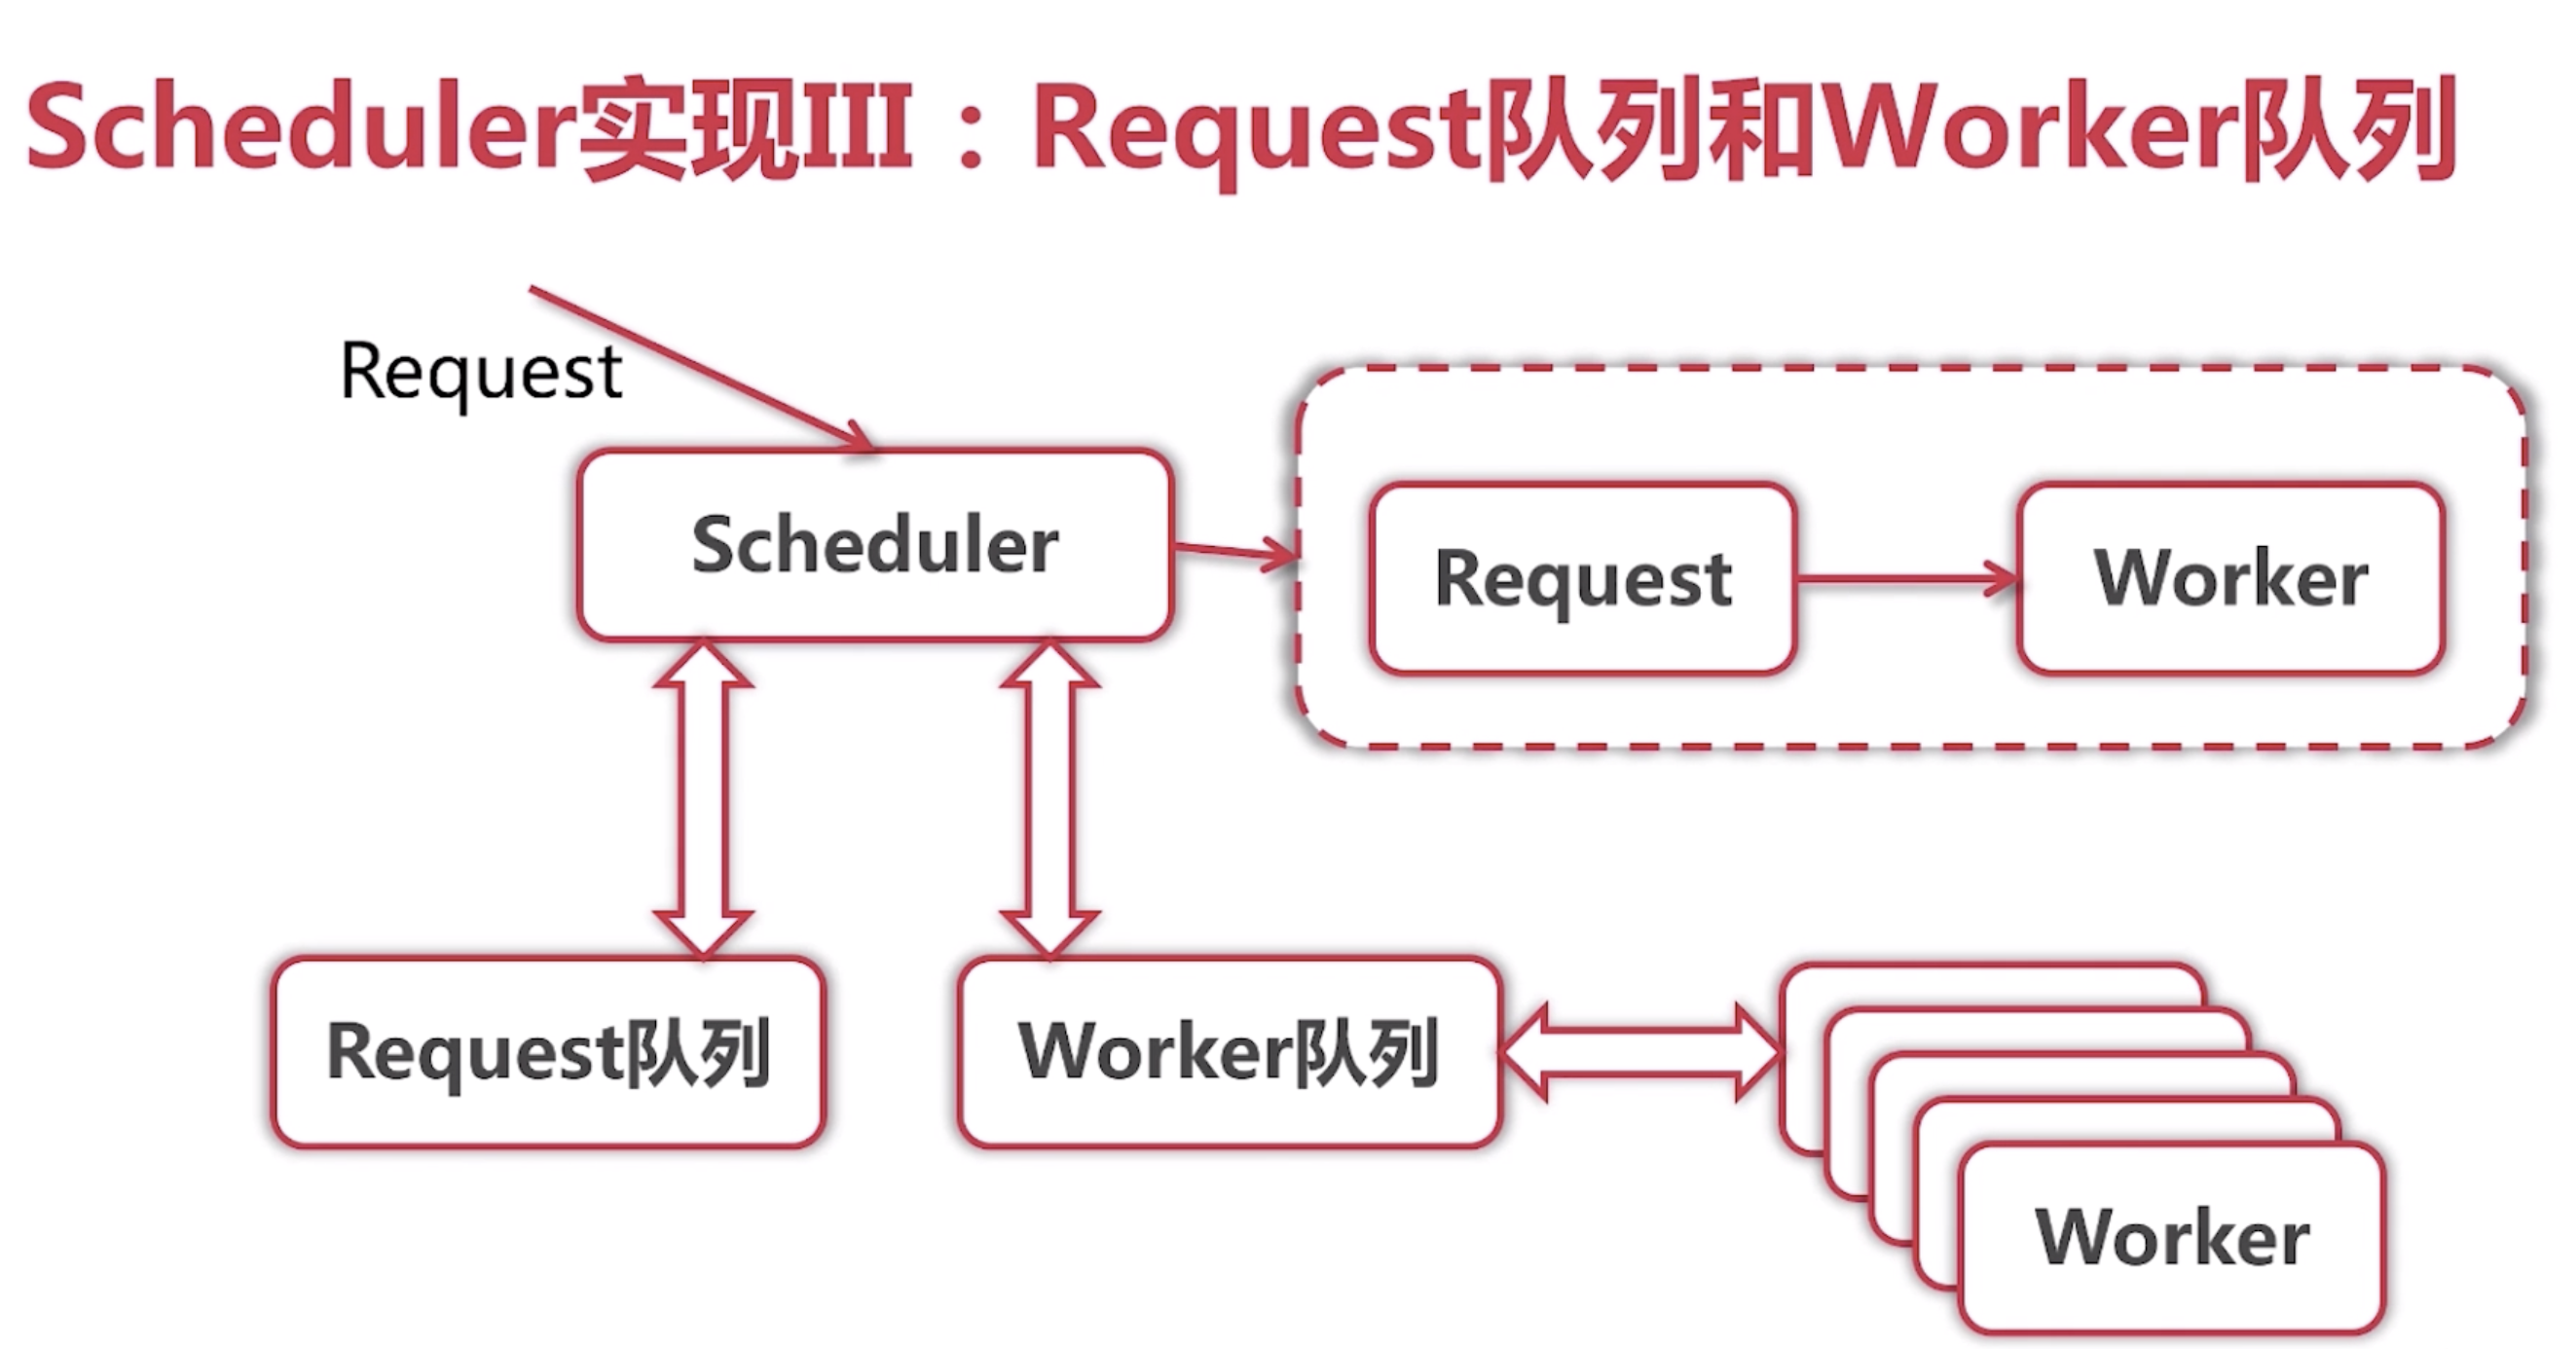 Scheduler实现III：Request队列和Worker队列
Request
Scheduler
Request
Worker
Request队列
Worker队列
Worker